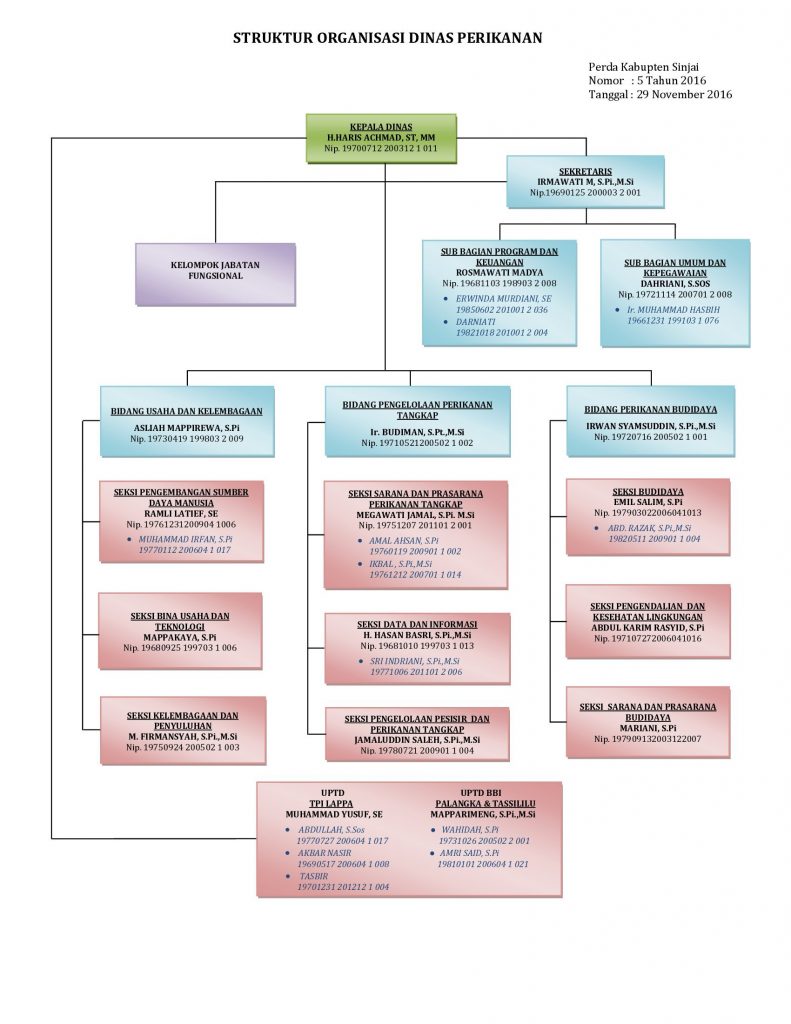 STRUKTUR ORGANISASI DINAS PERIKANAN
Perda Kabupten Sinjai
Nomor : 5 Tahun 2016
Tanggal : 29 November 2016
KEPALA DINAS
H.HARIS ACHMAD, ST, MM
Nip. 19700712 200312 1 011
SEKRETARIS
IRMAWATI M, S.Pi.,M.Si
Nip.19690125 200003 2 001
KELOMPOK JABATAN
FUNGSIONAL
SUB BAGIAN PROGRAM DAN
KEUANGAN
ROSMAWATI MADYA
Nip. 19681103 198903 2 008
• ERWINDA MURDIANI, SE
19850602 201001 2 036
• DARNIATI
19821018 201001 2 004
SUB BAGIAN UMUM DAN
KEPEGAWAIAN
DAHRIANI, S.SOS
Nip. 19721114 200701 2 008
• Ir. MUHAMMAD HASBIH
19661231 199103 1 076
BIDANG USAHA DAN KELEMBAGAAN
ASLIAH MAPPIREWA, S.Pi
Nip. 19730419 199803 2 009
SEKSI PENGEMBANGAN SUMBER
DAYA MANUSIA
RAMLI LATIEF, SE
Nip. 19761231200904 1006
• MUHAMMAD IRFAN, S.Pi
19770112 200604 1 017
SEKSI BINA USAHA DAN
TEKNOLOGI
MAPPAKAYA, S.Pi
Nip. 19680925 199703 1 006
SEKSI KELEMBAGAAN DAN
PENYULUHAN
M. FIRMANSYAH, S.Pi.,M.Si
Nip. 19750924 200502 1 003
BIDANG PENGELOLAAN PERIKANAN
TANGKAP
Ir. BUDIMAN, S.Pt.,M.Si
Nip. 19710521200502 1 002
SEKSI SARANA DAN PRASARANA
PERIKANAN TANGKAP
MEGAWATI JAMAL, S.Pi. M.Si
Nip. 19751207 201101 2 001
• AMAL AHSAN, S.Pi
19760119 200901 1 002
• IKBAL , S.Pi.,M.Si
19761212 200701 1 014
SEKSI DATA DAN INFORMASI
H. HASAN BASRI, S.Pi.,M.Si
Nip. 19681010 199703 1 013
• SRI INDRIANI, S.Pi.,M.Si
19771006 201101 2 006
SEKSI PENGELOLAAN PESISIR DAN
PERIKANAN TANGKAP
JAMALUDDIN SALEH, S.Pi.,M.Si
Nip. 19780721 200901 1 004
BIDANG PERIKANAN BUDIDAYA
IRWAN SYAMSUDDIN, S.Pi.,M.Si
Nip. 19720716 200502 1 001
SEKSI BUDIDAYA
EMIL SALIM, S.Pi
Nip. 197903022006041013
• ABD. RAZAK, S.Pi.,M.Si
19820511 200901 1 004
SEKSI PENGENDALIAN DAN
KESEHATAN LINGKUNGAN
ABDUL KARIM RASYID, S.Pi
Nip. 197107272006041016
SEKSI SARANA DAN PRASARANA
BUDIDAYA
MARIANI, S.Pi
Nip. 197909132003122007
UPTD
TPI LAPPA
MUHAMMAD YUSUF, SE
• ABDULLAH, S.Sos
19770727 200604 1 017
• AKBAR NASIR
19690517 200604 1 008
• TASBIR
19701231 201212 1 004
UPTD BBI
PALANGKA & TASSILILU
MAPPARIMENG, S.Pi.,M.Si
• WAHIDAH, S.Pi
19731026 200502 2 001
• AMRI SAID, S.Pi
19810101 200604 1 021